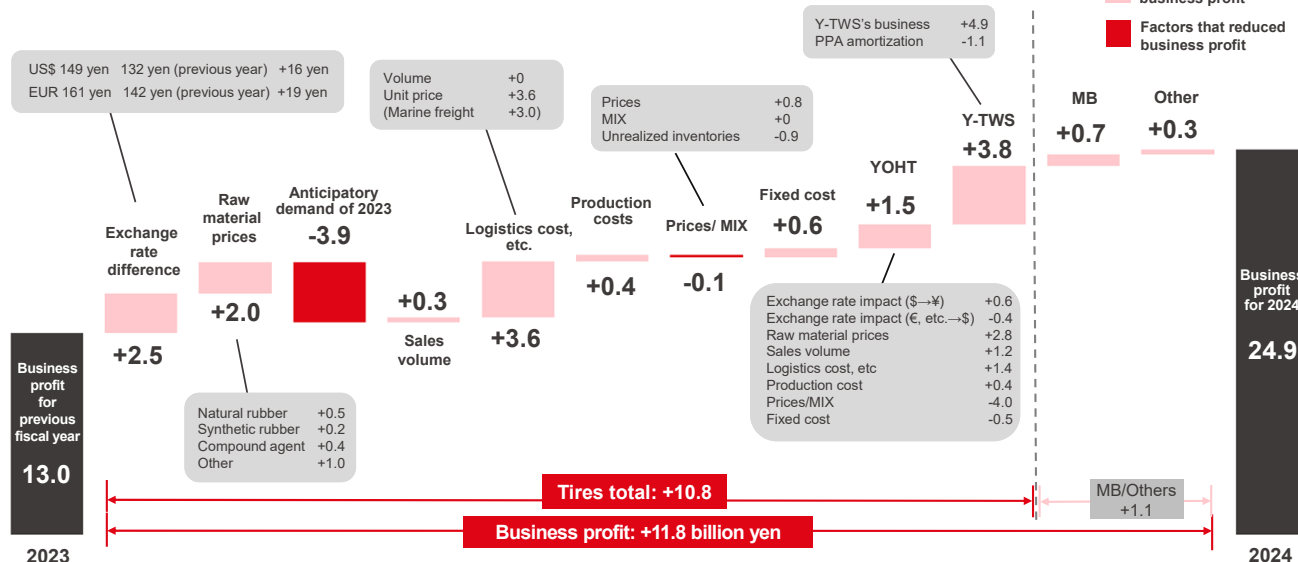 business profit
Factors that reduced
business profit
US$ 149 yen 132 yen (previous year) +16 yen
EUR 161 yen 142 yen (previous year) +19 yen
Volume +0
Unit price +3.6
(Marine freight +3.0)
Prices +0.8
MIX +0
Unrealized inventories -0.9
Y-TWS's business +4.9
PPA amortization -1.1
Exchange
rate
difference
+2.5
Raw
material
prices
+2.0
Anticipatory
demand of 2023
-3.9
+0.3
Sales
volume
Logistics cost,
etc.
+3.6
Production
costs
+0.4
Prices/ MIX
-0.1
Fixed cost
+0.6
YOHT
+1.5
Y-TWS
+3.8
MB
+0.7
Other
+0.3
Natural rubber +0.5
Synthetic rubber +0.2
Compound agent +0.4
Other +1.0
Exchange rate impact ($→¥) +0.6
Exchange rate impact (€, etc.→$) -0.4
Raw material prices +2.8
Sales volume +1.2
Logistics cost, etc +1.4
Production cost +0.4
Prices/MIX -4.0
Fixed cost -0.5
Business
profit
for
previous
fiscal year
13.0
2023
Business
profit
for 2024
24.9
2024
Tires total: +10.8
MB/Others
+1.1
Business profit: +11.8 billion yen